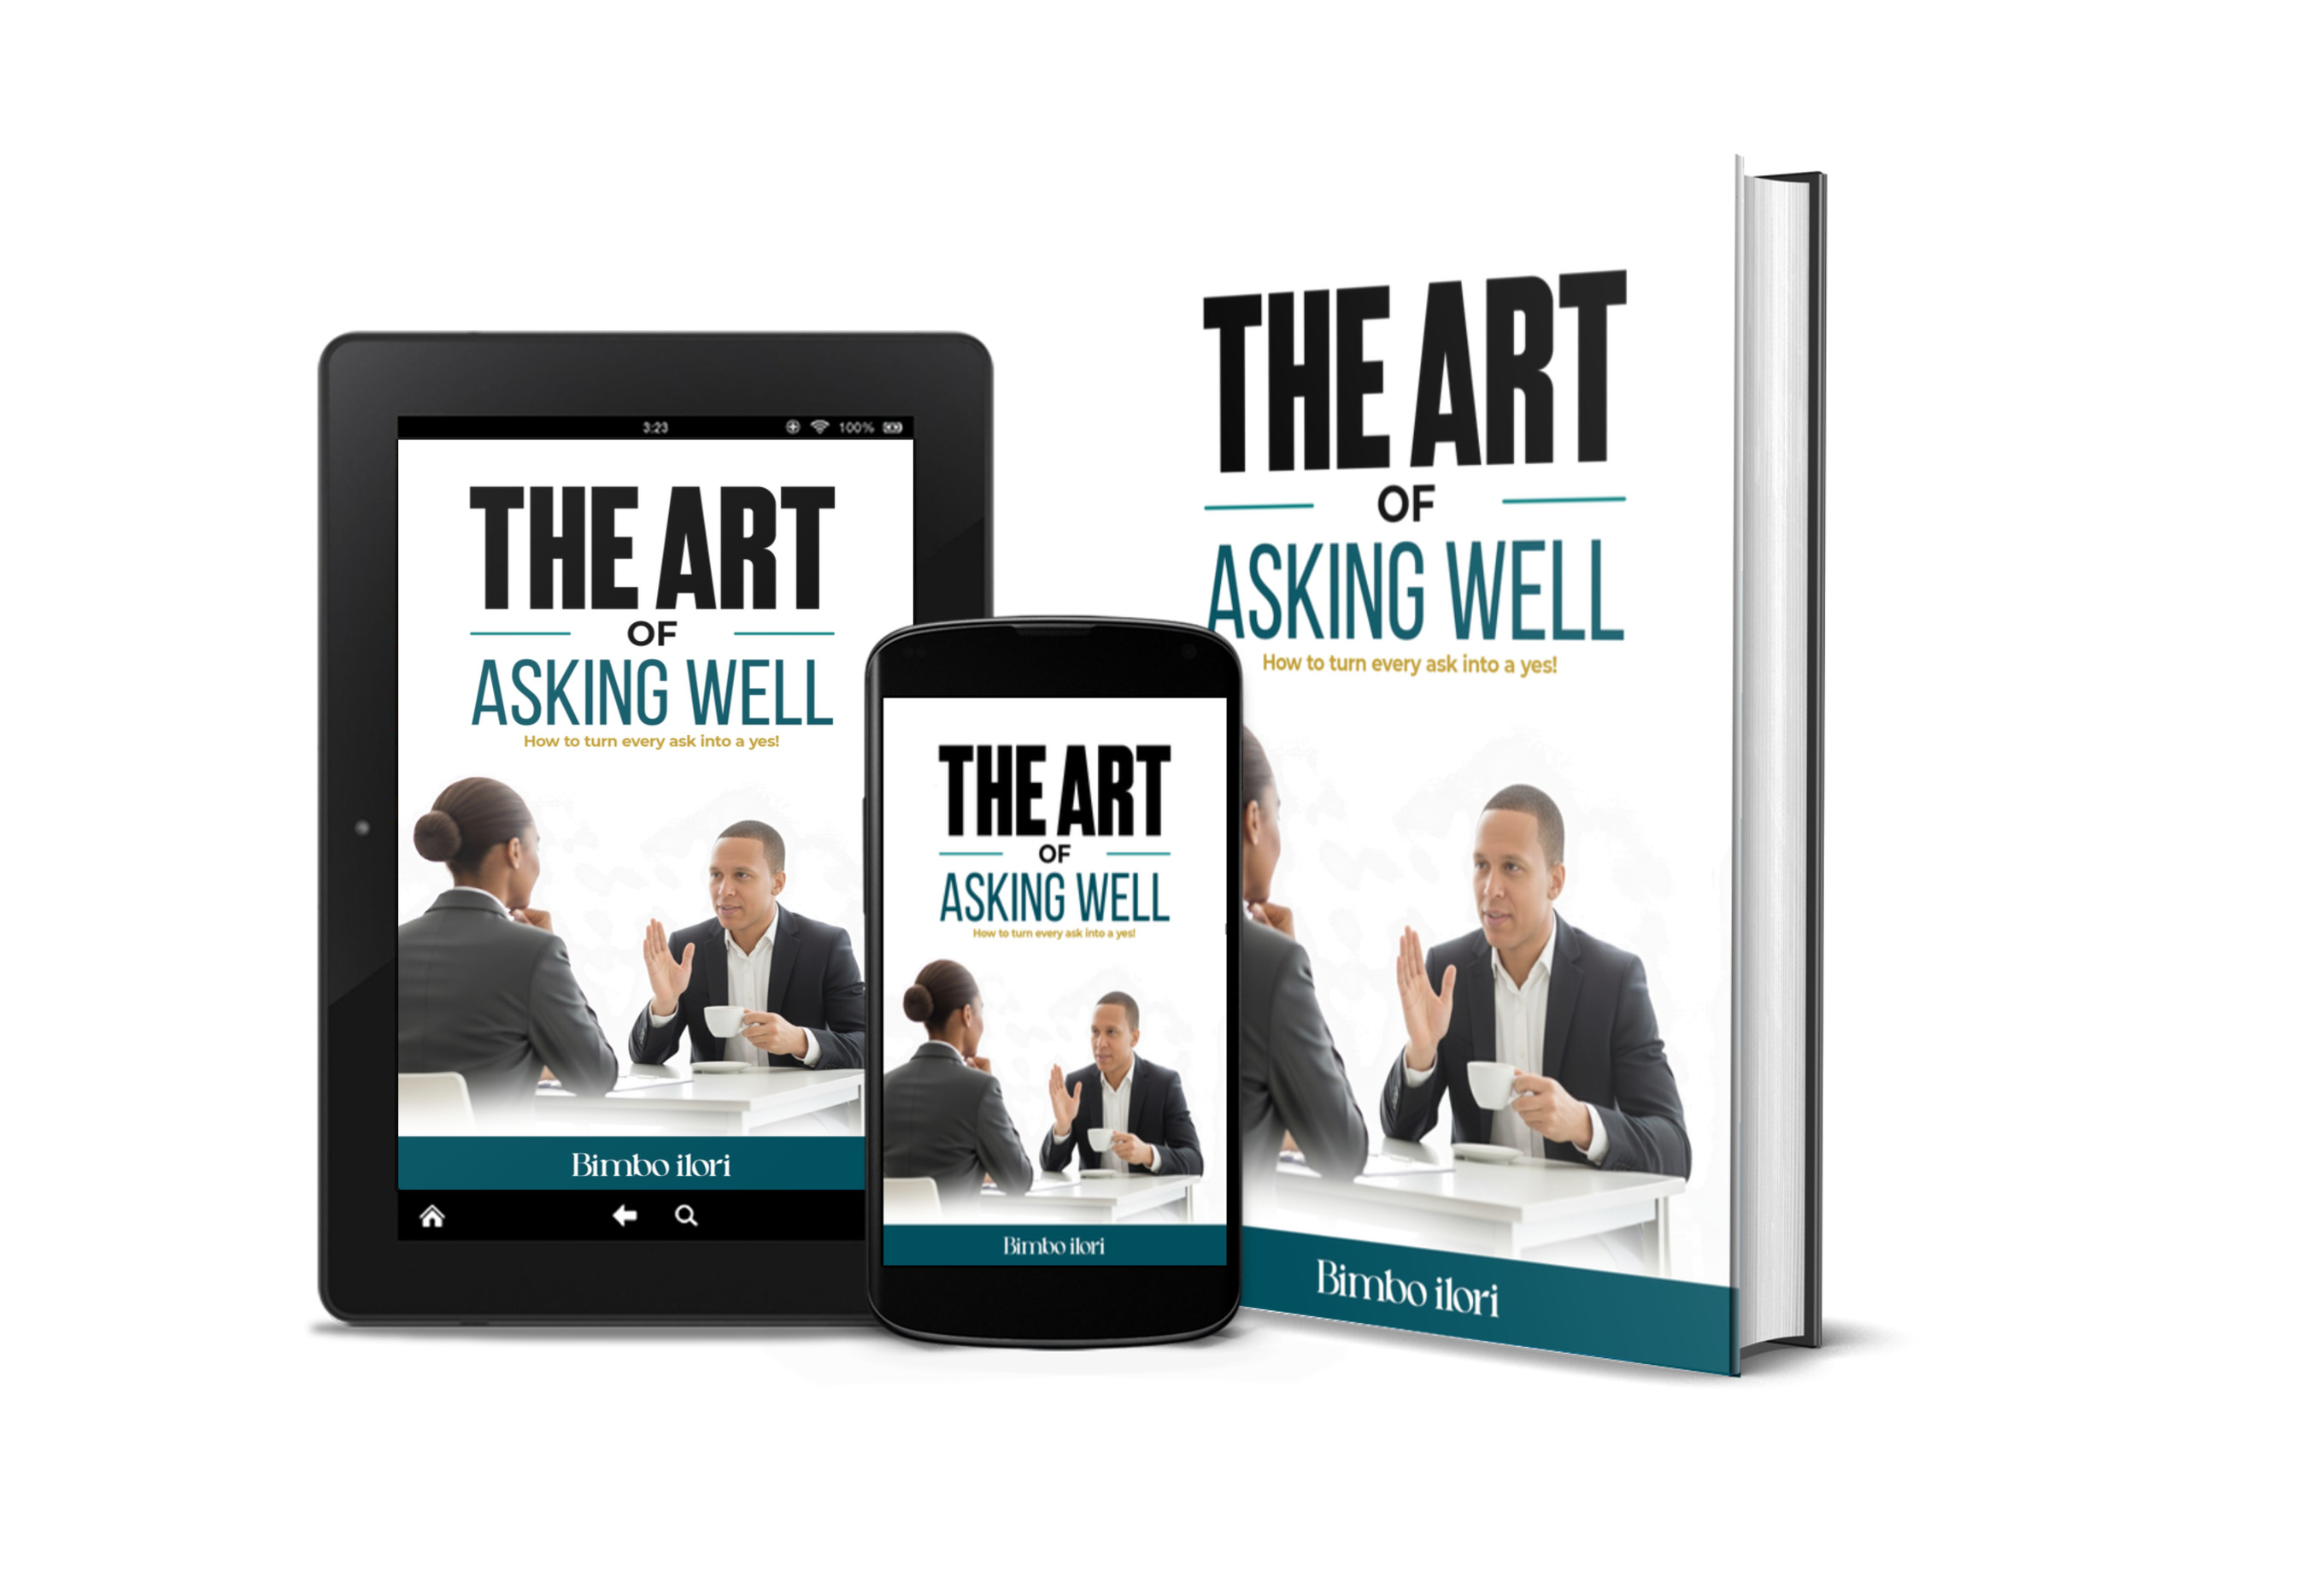 3:23
100%
THE ART
OF
ASKING WELL
How to turn every ask into a yes!
Bimbo ilori
THE ART
OF
ASKING WELL
How to turn every ask into a yes!
Bimbo ilori
THE ART
OF
ASKING WELL
How to turn every ask into a yes!
Bimbo ilori